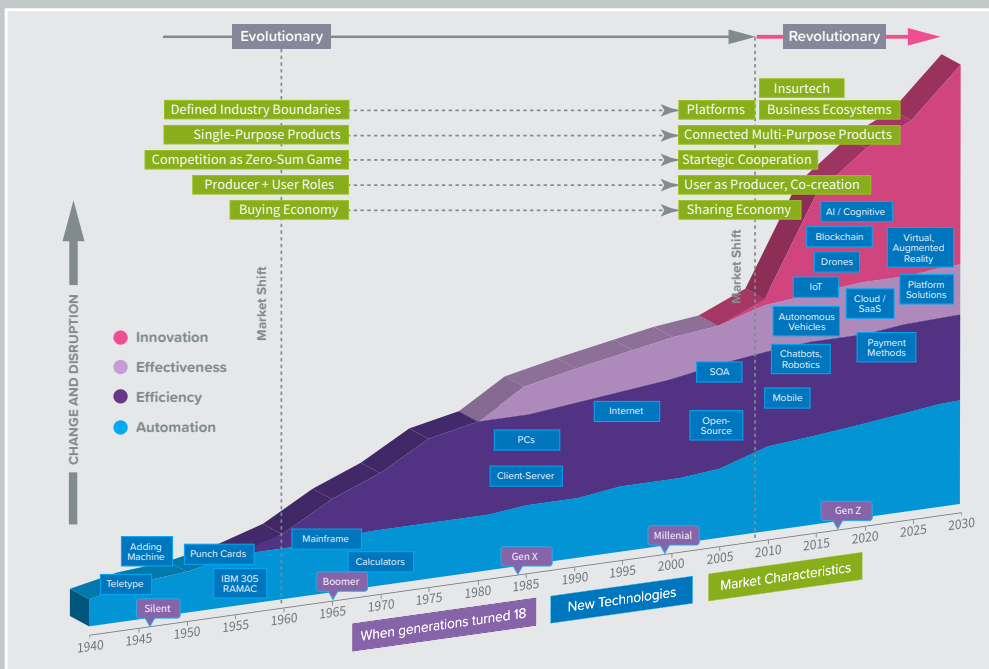 Evolutionary
Revolutionary
Insurtech
Defined Industry Boundaries
Platforms
Business Ecosystems
Single-Purpose Products
Connected Multi-Purpose Products
Competition as Zero-Sum Game
Startegic Cooperation
Producer + User Roles
User as Producer, Co-creation
Buying Economy
Sharing Economy
CHANGE AND DISRUPTION
Market Shift
Market Shift
Innovation
Effectiveness
Efficiency
Automation
AI / Cognitive
Blockchain
Virtual,
Augmented
Reality
Drones
IoT
Platform
Solutions
Cloud /
SaaS
Autonomous
Vehicles
Payment
Methods
Chatbots,
Robotics
SOA
Mobile
Internet
Open-
Source
PCs
Client-Server
Mainframe
Adding
Machine
Punch Cards
Calculators
Teletype
IBM 305
RAMAC
Silent
Boomer
Gen X
Millenial
Gen Z
1940
1945
1950
1955
1960
1965
1970
1975
1980
1985
1990
1995
2000
2005
2010
2015
2020
2025
2030
When generations turned 18
New Technologies
Market Characteristics